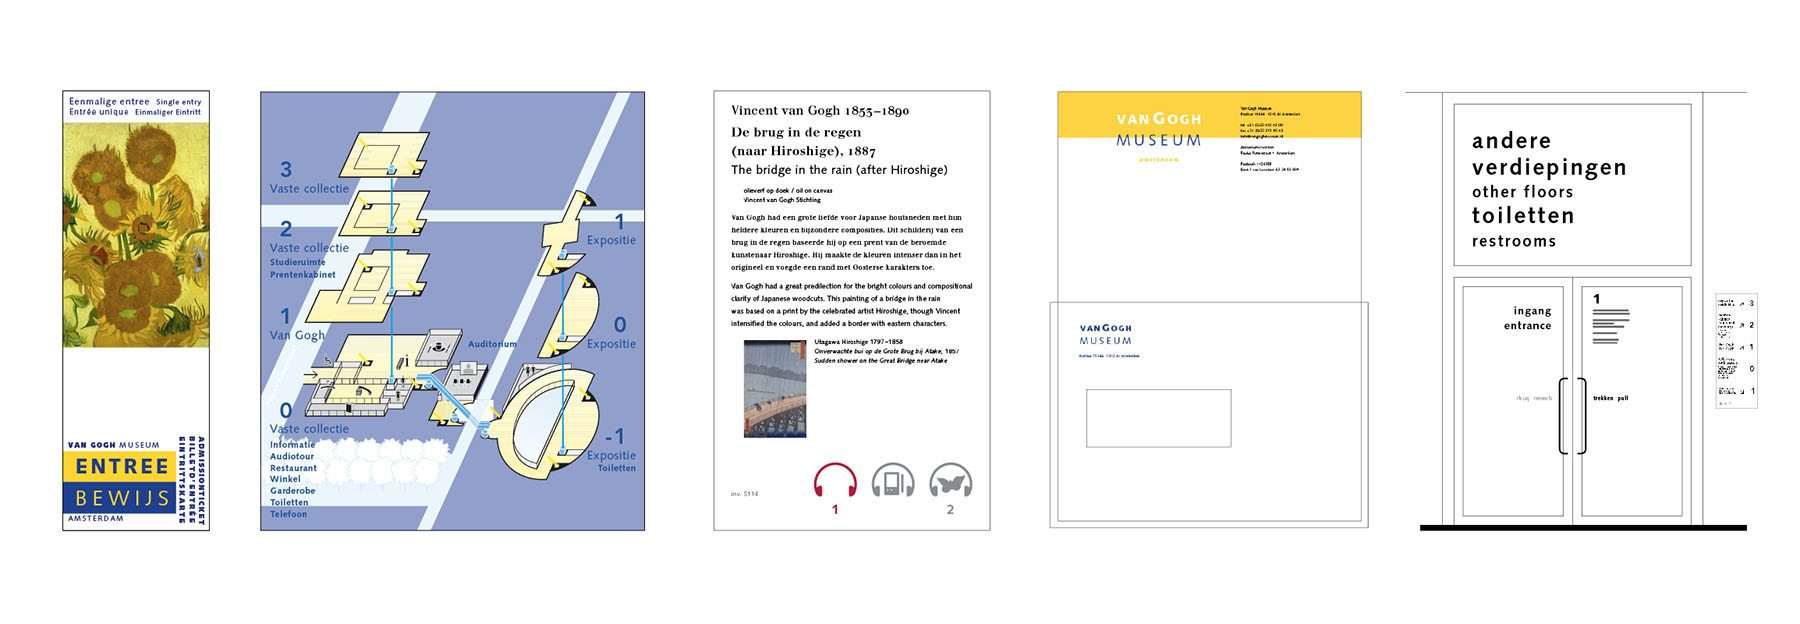 Eenmalige entree Single entry
Entrée unique Einmaliger Eintritt
VAN GOGH MUSEUM
ENTREE
BEWIJS
AMSTERDAM
ADMISSIONTICKET
BILLETD'ENTRÉE
EINTRITTSKARTE
3
Vaste collectie
2
Vaste collectie
Studieruimte
Prentenkabinet
1
Van Gogh
0
Vaste collectie
Informatie
Audiotour
Restaurant
Winkel
Garderobe
Toiletten
Telefoon
i
Auditorium
1
Expositie
0
Expositie
-1
Expositie
Toiletten
Vincent van Gogh 1853–1890
De brug in de regen
(naar Hiroshige), 1887
The bridge in the rain (after Hiroshige)
olieverf op doek / oil on canvas
Vincent van Gogh Stichting
Van Gogh had een grote liefde voor Japanse houtsneden met hun
heldere kleuren en bijzondere composities. Dit schilderij van een
brug in de regen baseerde hij op een prent van de beroemde
kunstenaar Hiroshige. Hij maakte de kleuren intenser dan in het
origineel en voegde een rand met Oosterse karakters toe.
Van Gogh had a great predilection for the bright colours and compositional
clarity of Japanese woodcuts. This painting of a bridge in the rain
was based on a print by the celebrated artist Hiroshige, though Vincent
intensified the colours, and added a border with eastern characters.
Utagawa Hiroshige 1797–1858
Onverwachte bui op de Grote Brug bij Atake, 1857
Sudden shower on the Great Bridge near Atake
inv. S114
1
2
VAN GOGH
MUSEUM
AMSTERDAM
Van Gogh Museum
VAN GOGH
MUSEUM
andere
verdiepingen
other floors
toiletten
restrooms
ingang
entrance
1
trekken pull
3
2
1
0
1